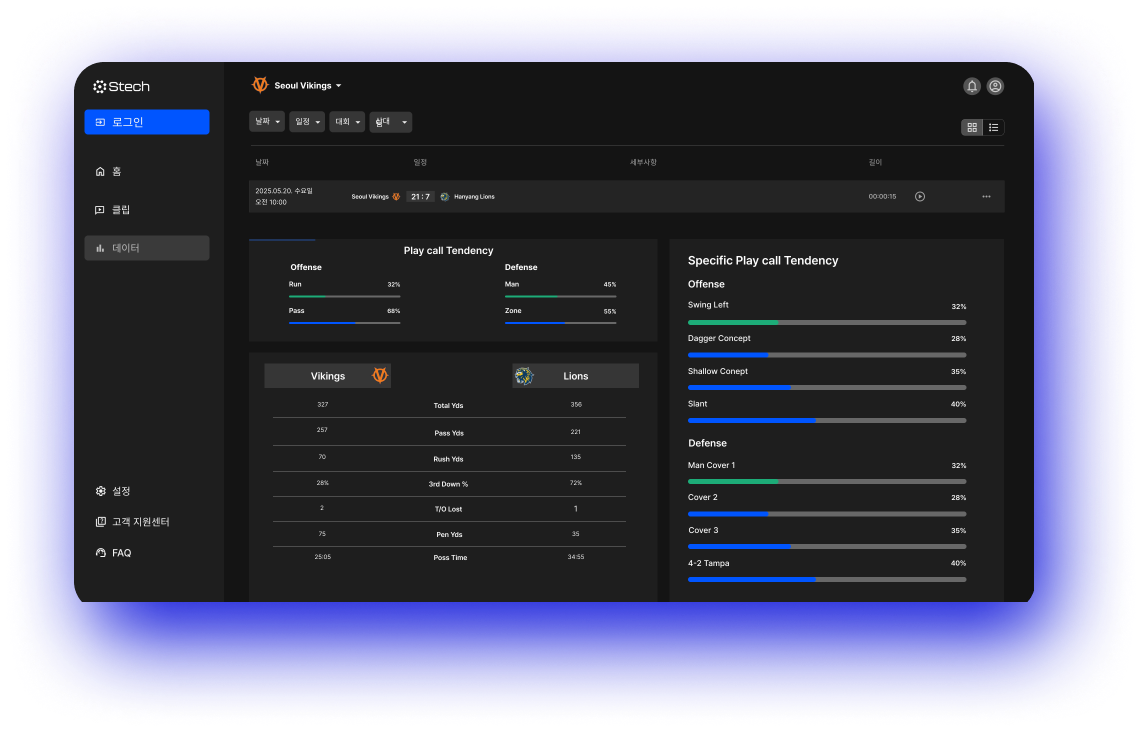 Stech
로그인
홈
클립
데이터
설정
고객 지원센터
FAQ
Seoul Vikings
날짜 일정 대회 상대
날짜 일정 세부사항 길이
2025.05.20. 수요일
오전 10:00
Seoul Vikings 21 : 7 Hanyang Lions 00:00:15
Play call Tendency
Offense Defense
Run 32% Man 45%
Pass 68% Zone 55%
Vikings Lions
327 Total Yds 356
257 Pass Yds 221
70 Rush Yds 135
28% 3rd Down % 72%
2 T/O Lost 1
75 Pen Yds 35
25:05 Poss Time 34:55
Specific Play call Tendency
Offense
Swing Left 32%
Dagger Concept 28%
Shallow Conept 35%
Slant 40%
Defense
Man Cover 1 32%
Cover 2 28%
Cover 3 35%
4-2 Tampa 40%